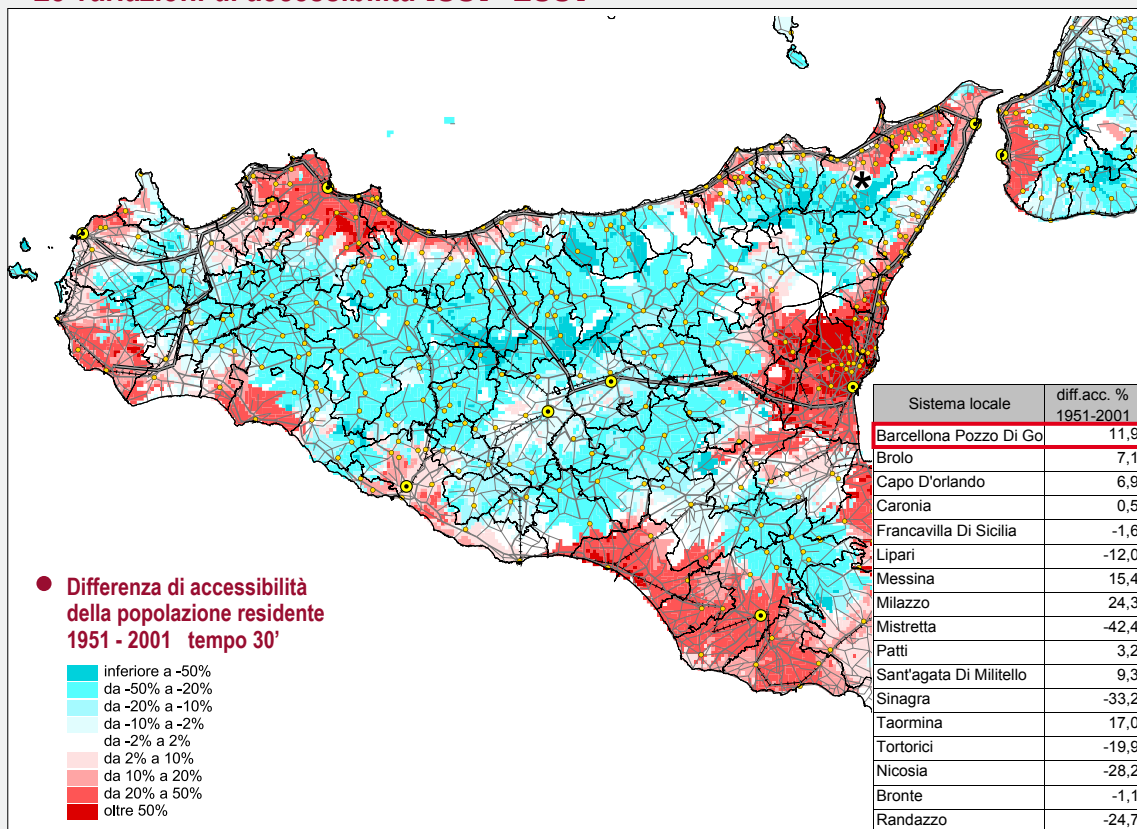 Differenza di accessibilità
della popolazione residente
1951 - 2001 tempo 30'
inferiore a -50%
da -50% a -20%
da -20% a -10%
da -10% a -2%
da -2% a 2%
da 2% a 10%
da 10% a 20%
da 20% a 50%
oltre 50%
Sistema locale diff.acc. % 1951-2001
Barcellona Pozzo Di Go 11,9
Brolo 7,1
Capo D'orlando 6,9
Caronia 0,5
Francavilla Di Sicilia -1,6
Lipari -12,0
Messina 15,4
Milazzo 24,3
Mistretta -42,4
Patti 3,2
Sant'agata Di Militello 9,3
Sinagra -33,2
Taormina 17,0
Tortorici -19,9
Nicosia -28,2
Bronte -1,1
Randazzo -24,7